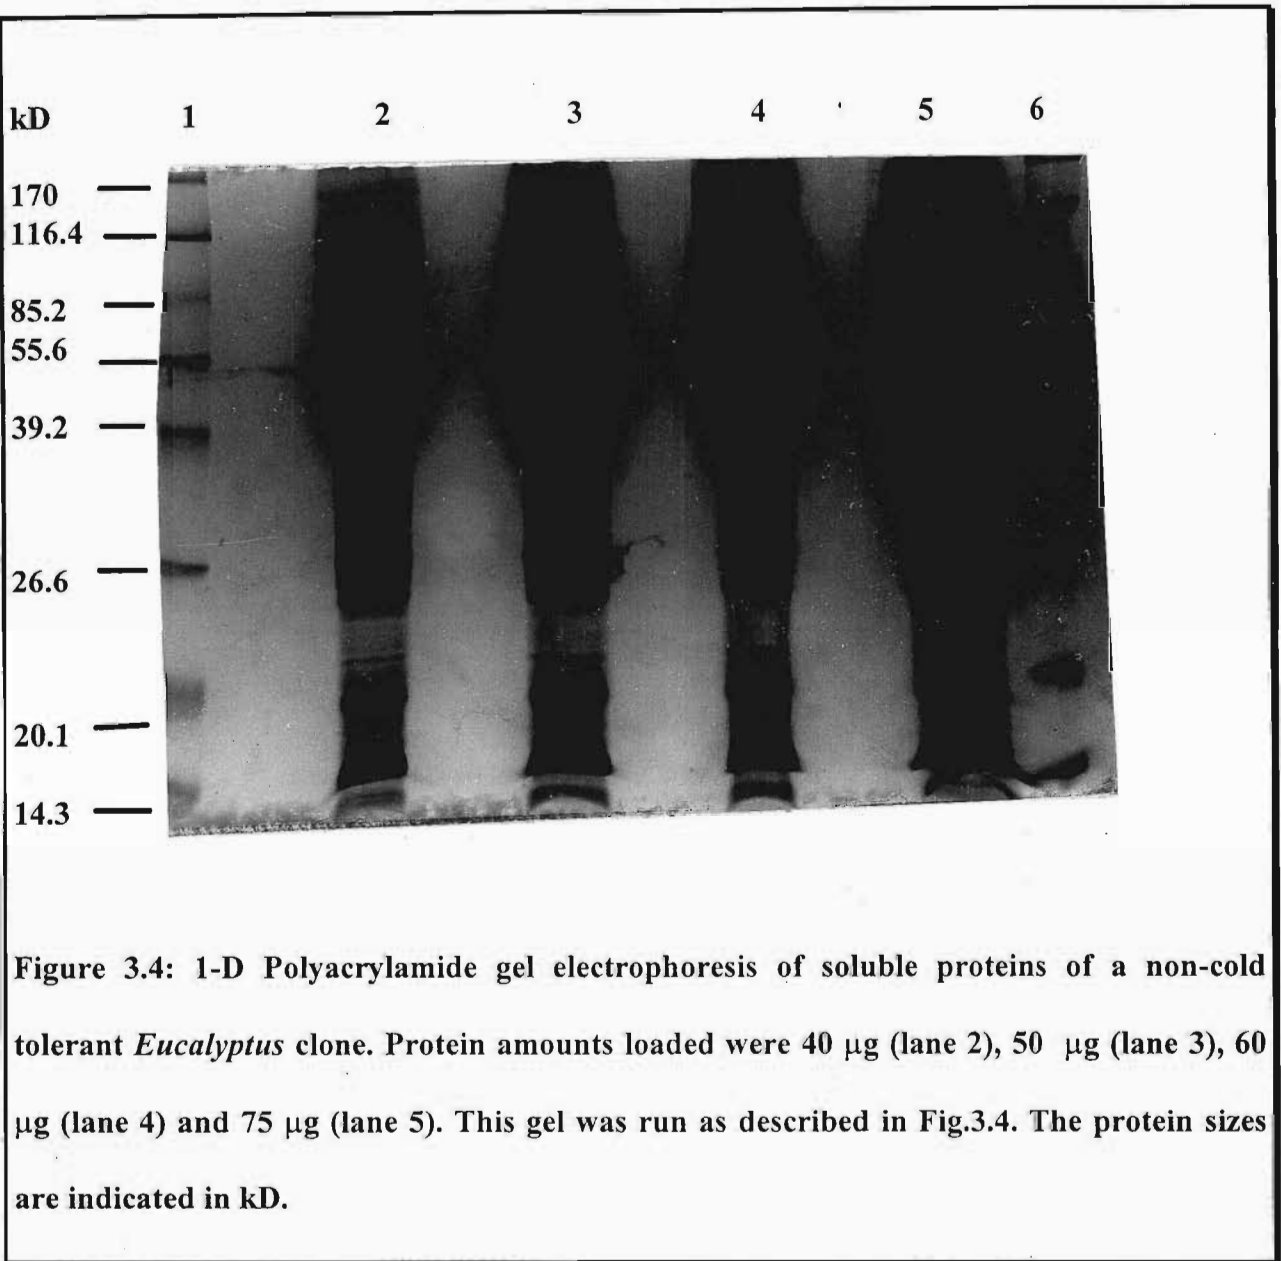 kD 1 2 3 4 5 6
170
116.4
85.2
55.6
39.2
26.6
20.1
14.3
Figure 3.4: 1-D Polyacrylamide gel electrophoresis of soluble proteins of a non-cold
tolerant Eucalyptus clone. Protein amounts loaded were 40 µg (lane 2), 50 µg (lane 3), 60
µg (lane 4) and 75 µg (lane 5). This gel was run as described in Fig.3.4. The protein sizes
are indicated in kD.